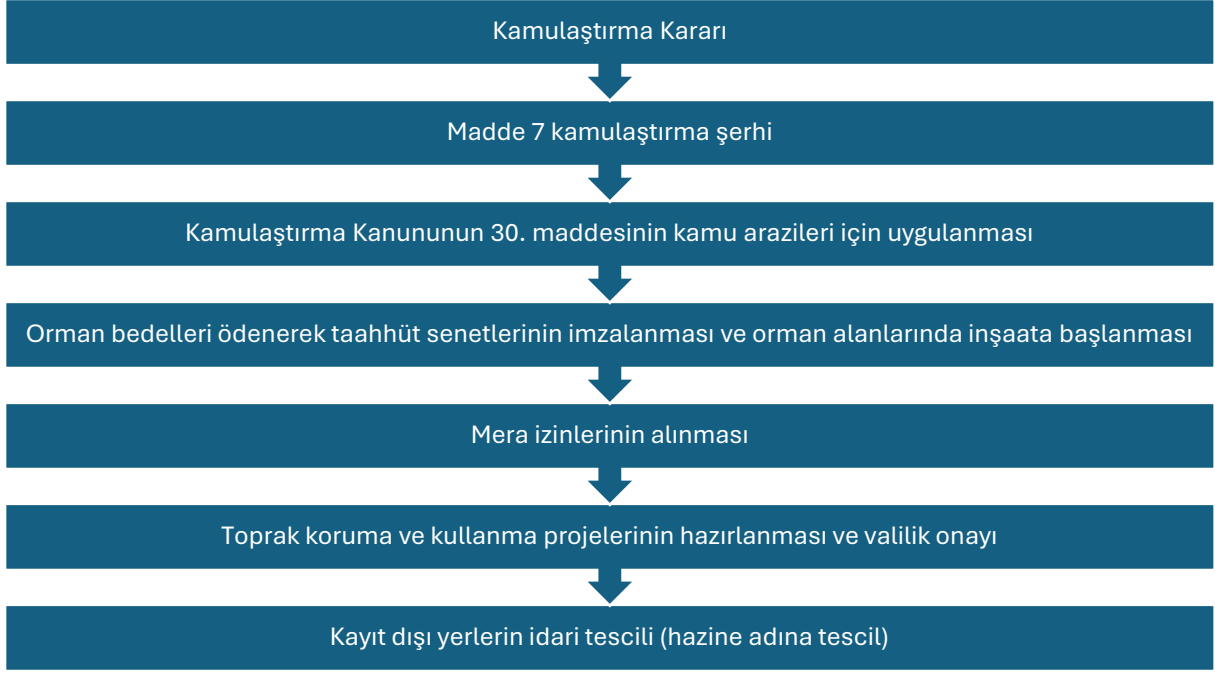 Kamulaştırma Kararı
Madde 7 kamulaştırma şerhi
Kamulaştırma Kanununun 30. maddesinin kamu arazileri için uygulanması
Orman bedelleri ödenerek taahhüt senetlerinin imzalanması ve orman alanlarında inşaata başlanması
Mera izinlerinin alınması
Toprak koruma ve kullanma projelerinin hazırlanması ve valilik onayı
Kayıt dışı yerlerin idari tescili (hazine adına tescil)